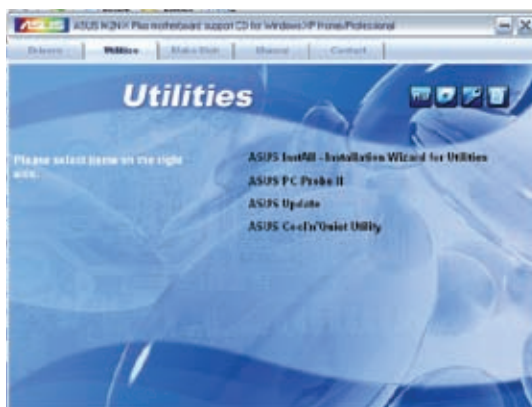 ASUS M2N-X Plus motherboard support CD for Windows XP Home/Professional
Drivers Utilities Make Disk Manual Contact
Utilities
Please select items on the right side.
ASUS InstAll - Installation Wizard for Utilities
ASUS PC Probe II
ASUS Update
ASUS Cool'n'Quiet Utility